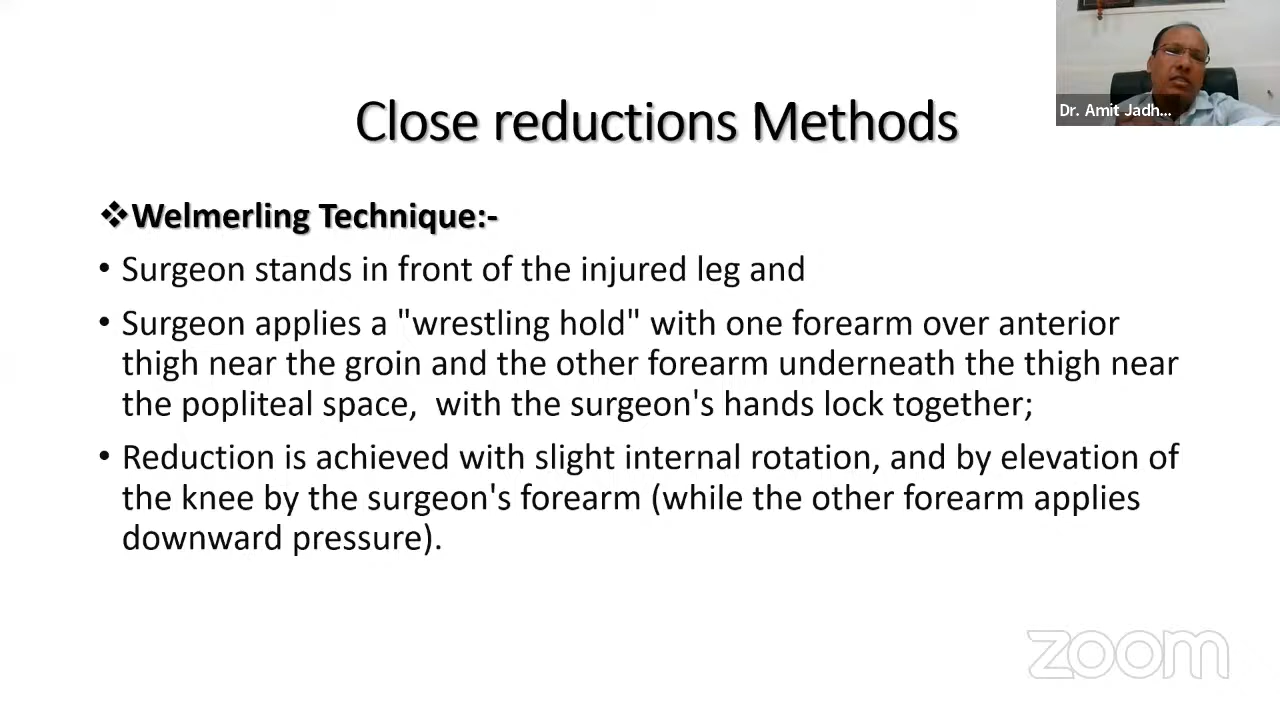 Dr. Amit Jadh...
Close reductions Methods
❖Welmerling Technique:-
• Surgeon stands in front of the injured leg and
• Surgeon applies a "wrestling hold" with one forearm over anterior
thigh near the groin and the other forearm underneath the thigh near
the popliteal space,  with the surgeon's hands lock together;
• Reduction is achieved with slight internal rotation, and by elevation of
the knee by the surgeon's forearm (while the other forearm applies
downward pressure).
zoom